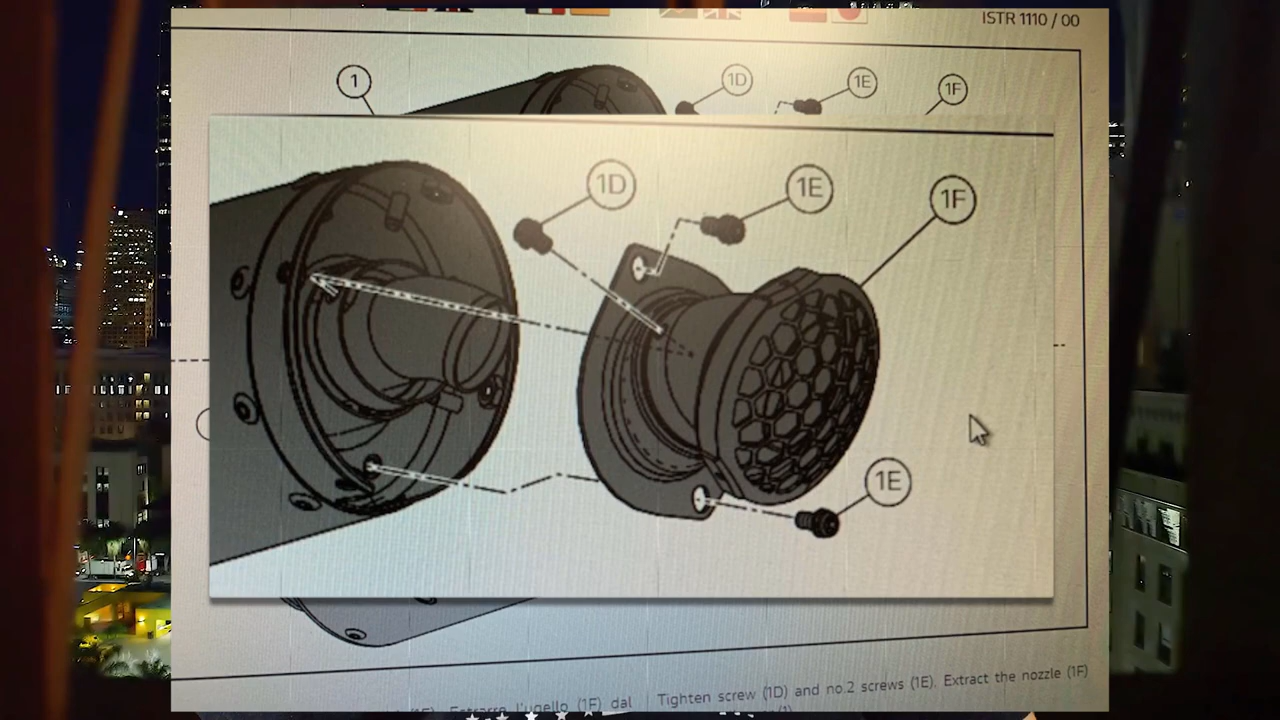 ISTR 1110 / 00
1
1D
1E
1F
1D
1E
1F
1E
Estrarre l'ugello (1F) dal
Tighten screw (1D) and no.2 screws (1E). Extract the nozzle (1F)